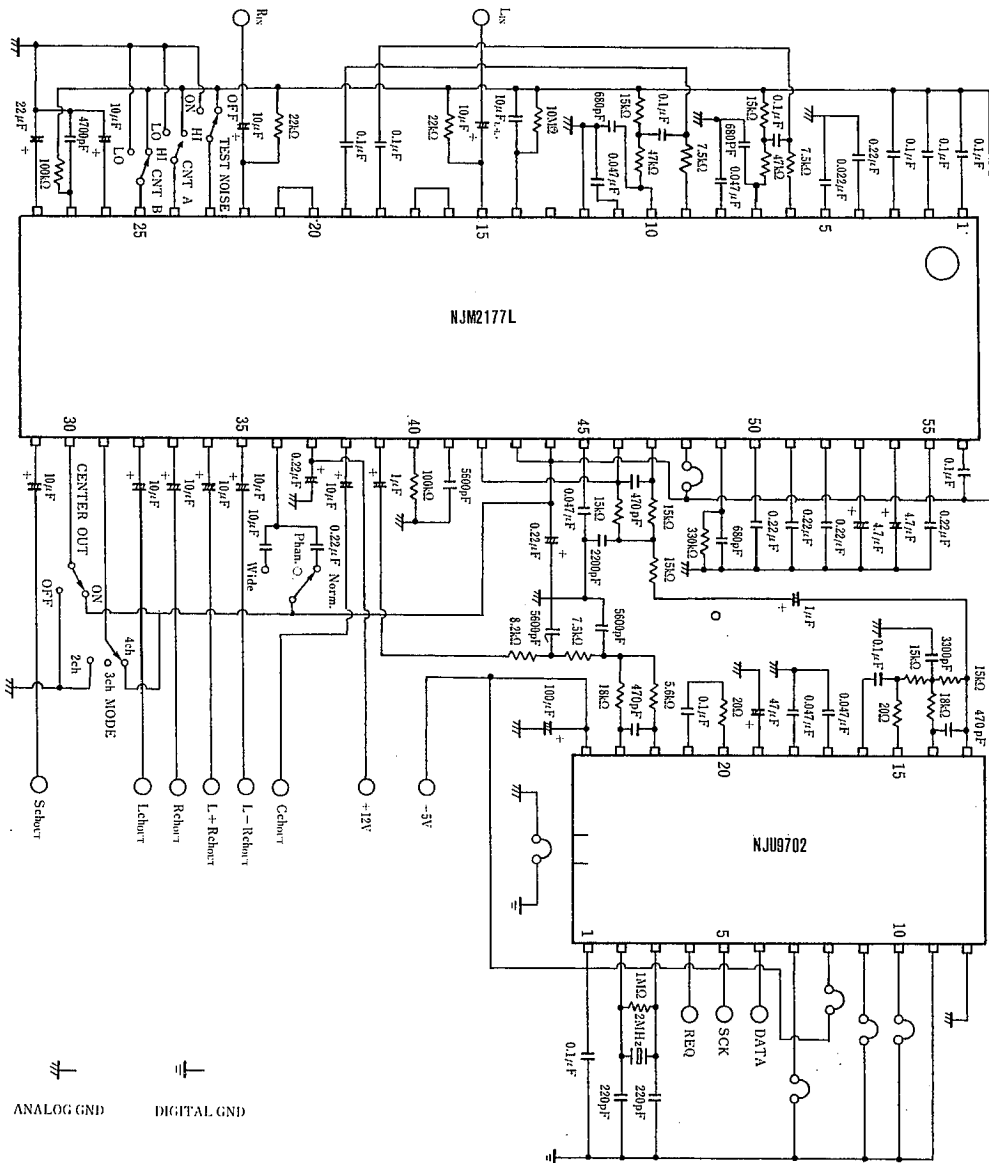 RIN
LIN
22μF
10μF
4700pF
100kΩ
10μF
ON
OFF
LO
HI
LO
HI
TEST NOISE
CNT A
CNT B
10μF
22kΩ
0.1μF
0.1μF
22kΩ
10μF
10μF L.L.
10MΩ
680pF
0.047μF
15kΩ
0.1μF
47kΩ
7.5kΩ
680PF
0.047μF
15kΩ
0.1μF
47kΩ
7.5kΩ
0.022μF
0.22μF
0.1μF
0.1μF
0.1μF
25
20
15
10
5
1
NJM2177L
30
35
40
45
50
55
10μF
CENTER OUT
ON
OFF
2ch
3ch
4ch
MODE
10μF
10μF
10μF
10μF
10μF
0.22μF
10μF
Wide
Phan.
0.22μF
Norm.
1μF
100kΩ
5600pF
0.22μF
0.047μF
15kΩ
470pF
2200pF
15kΩ
15kΩ
330kΩ
680pF
0.22μF
0.22μF
0.22μF
4.7μF
4.7μF
0.22μF
0.1μF
1μF
8.2kΩ
5600pF
7.5kΩ
5600pF
18kΩ
470pF
5.6kΩ
100μF
0.1μF
20Ω
47μF
0.047μF
0.047μF
0.1μF
15kΩ
20Ω
3300pF
18kΩ
15kΩ
470pF
SchOUT
LchOUT
RchOUT
L+RchOUT
L−RchOUT
CchOUT
+12V
−5V
20
15
NJU9702
1
5
10
0.1μF
1MΩ
2MHz
220pF
220pF
REQ
SCK
DATA
ANALOG GND
DIGITAL GND